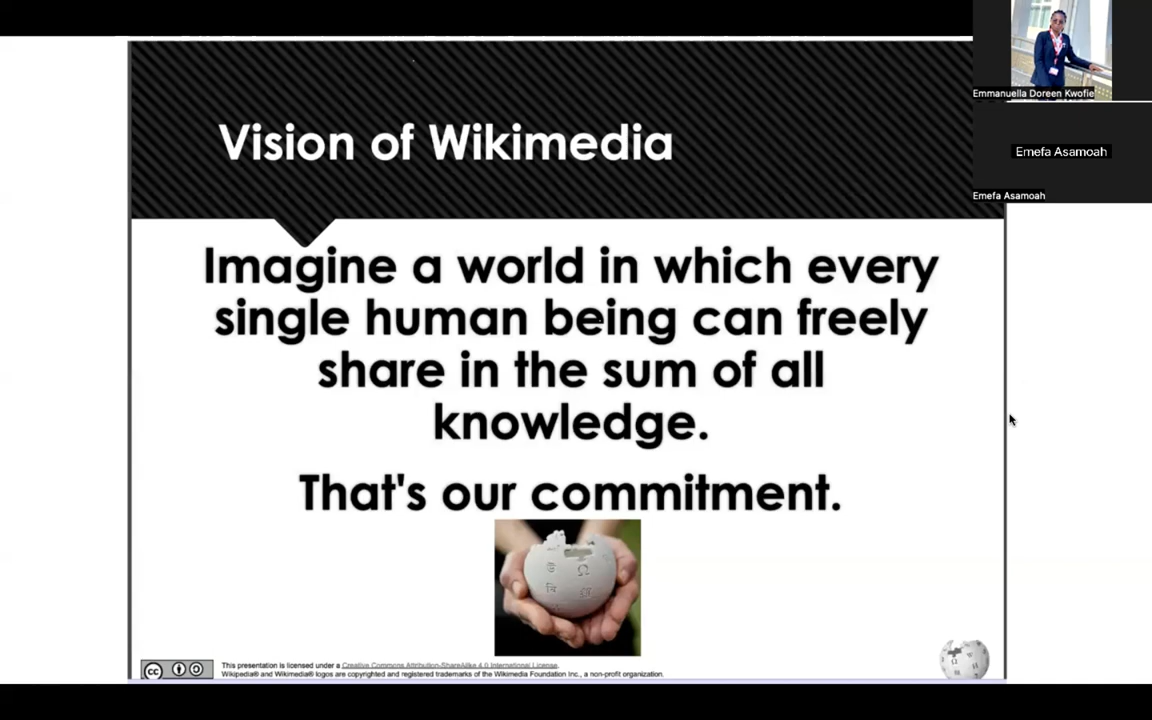 Emmanuella Doreen Kwofie
Emefa Asamoah
Emefa Asamoah
Vision of Wikimedia
Imagine a world in which every
single human being can freely
share in the sum of all
knowledge.
That's our commitment.
This presentation is licensed under a Creative Commons Attribution-ShareAlike 4.0 International License.
Wikipedia® and Wikimedia® logos are copyrighted and registered trademarks of the Wikimedia Foundation Inc., a non-profit organization.
cc